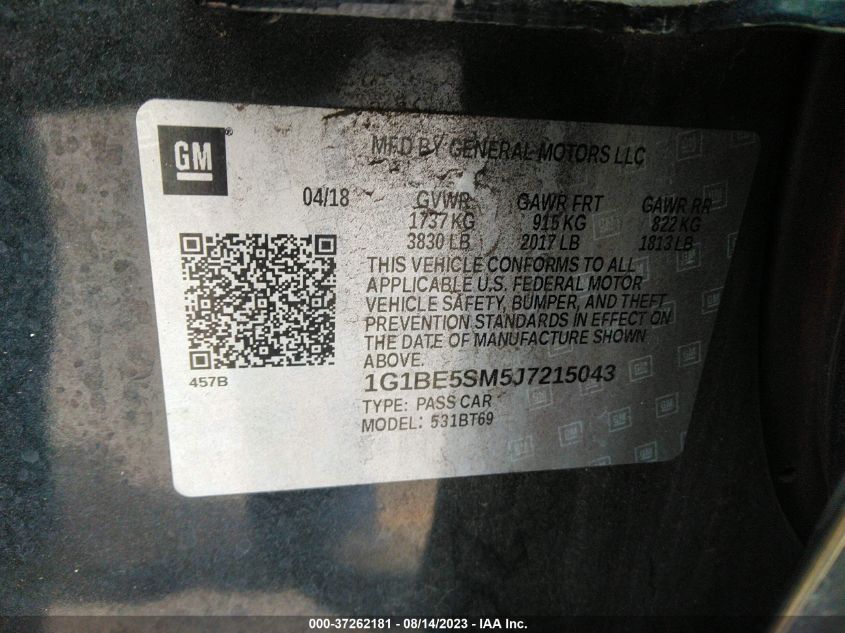 GM ®
MFD BY GENERAL MOTORS LLC
04/18 GVWR GAWR FRT GAWR RR
1737 KG 915 KG 822 KG
3830 LB 2017 LB 1813 LB
THIS VEHICLE CONFORMS TO ALL
APPLICABLE U.S. FEDERAL MOTOR
VEHICLE SAFETY, BUMPER, AND THEFT
PREVENTION STANDARDS IN EFFECT ON
THE DATE OF MANUFACTURE SHOWN
ABOVE.
457B
1G1BE5SM5J7215043
TYPE: PASS CAR
MODEL: 531BT69
000-37262181 - 08/14/2023 - IAA Inc.